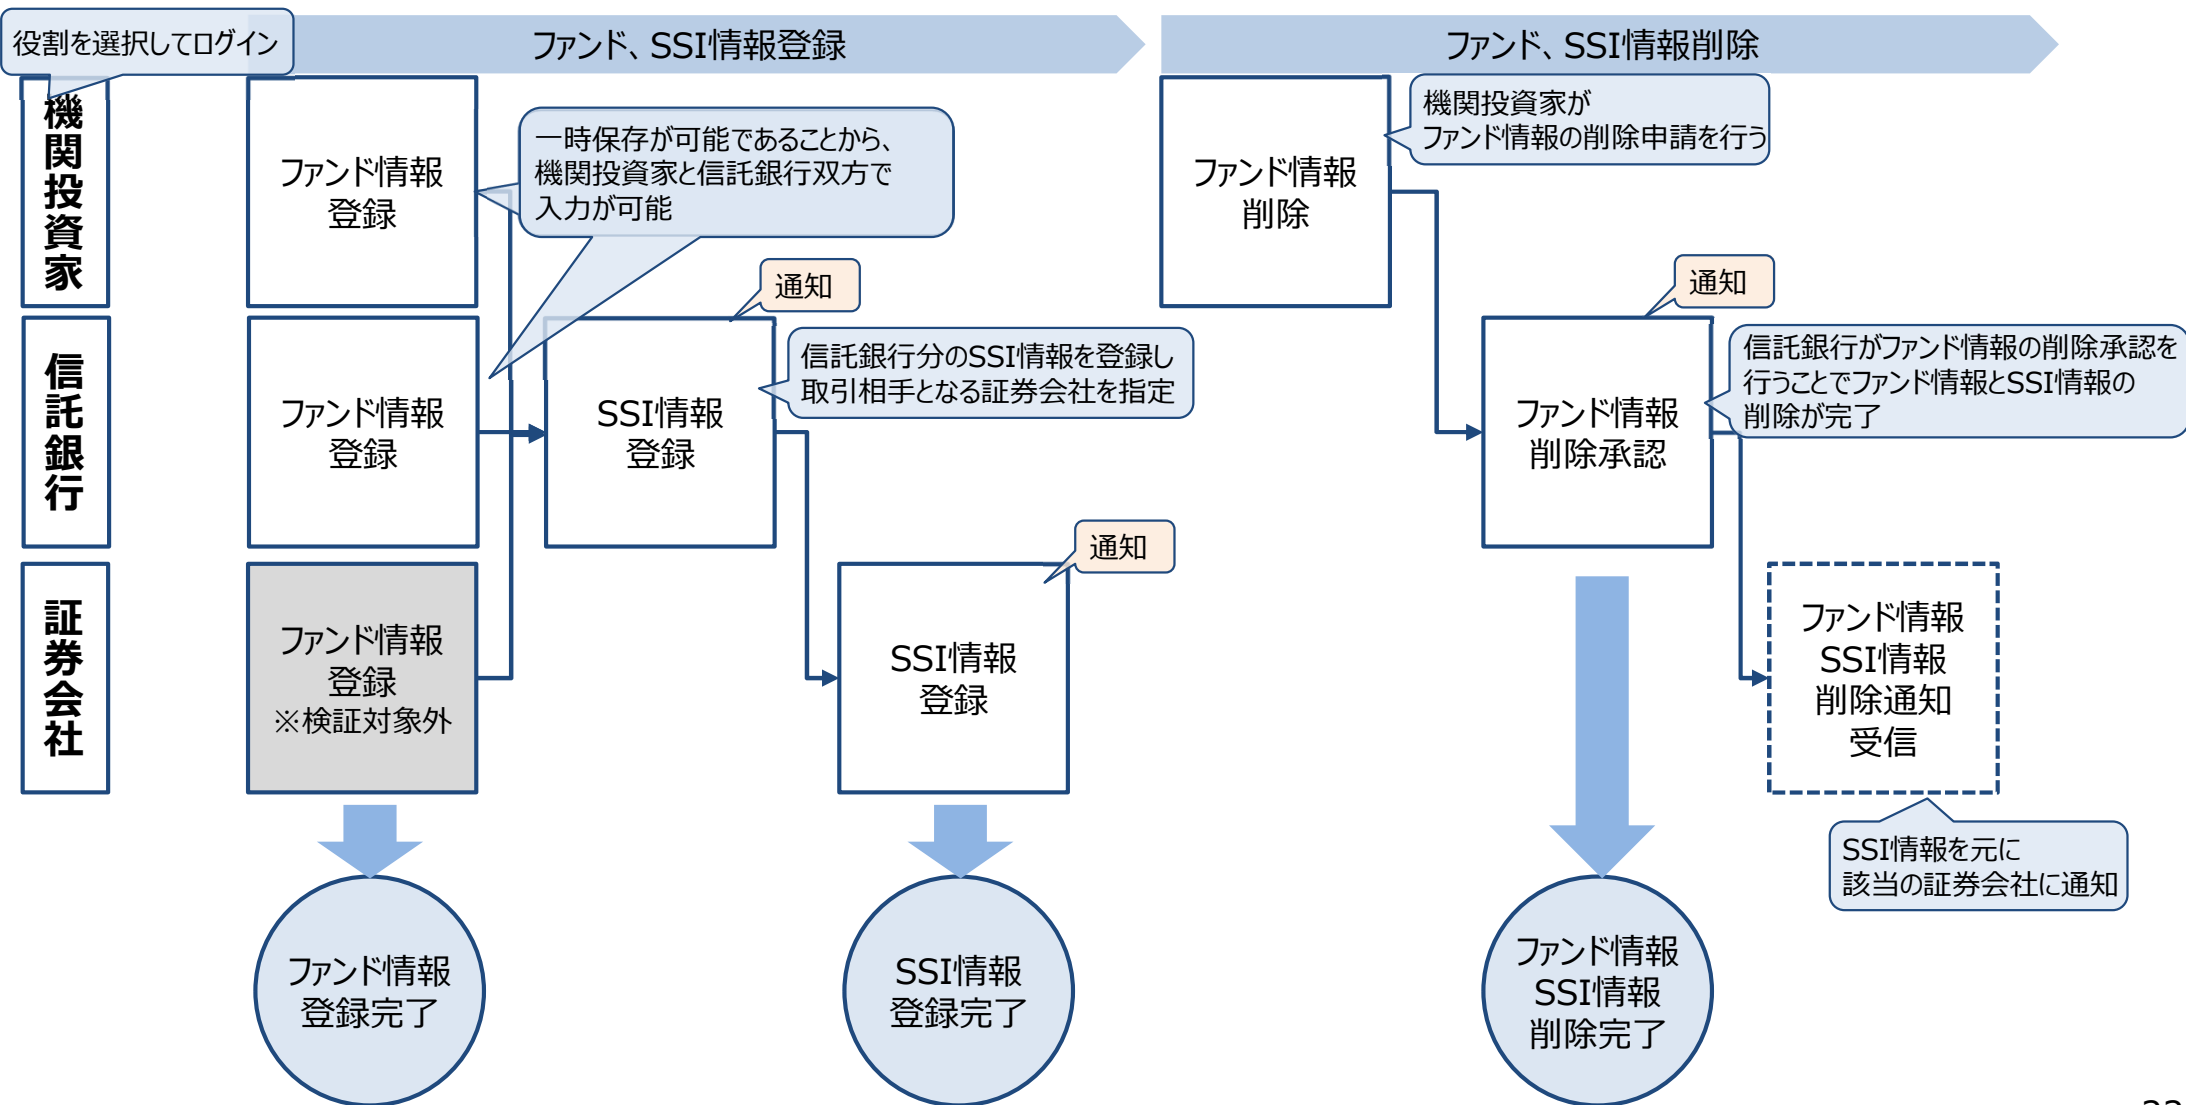 役割を選択してログイン
ファンド、SSI情報登録
ファンド、SSI情報削除
機関投資家
ファンド情報
登録
一時保存が可能であることから、
機関投資家と信託銀行双方で
入力が可能
ファンド情報
削除
機関投資家が
ファンド情報の削除申請を行う
信託銀行
ファンド情報
登録
通知
SSI情報
登録
信託銀行分のSSI情報を登録し
取引相手となる証券会社を指定
通知
ファンド情報
削除承認
信託銀行がファンド情報の削除承認を
行うことでファンド情報とSSI情報の
削除が完了
証券会社
ファンド情報
登録
※検証対象外
通知
SSI情報
登録
ファンド情報
SSI情報
削除通知
受信
SSI情報を元に
該当の証券会社に通知
ファンド情報
登録完了
SSI情報
登録完了
ファンド情報
SSI情報
削除完了